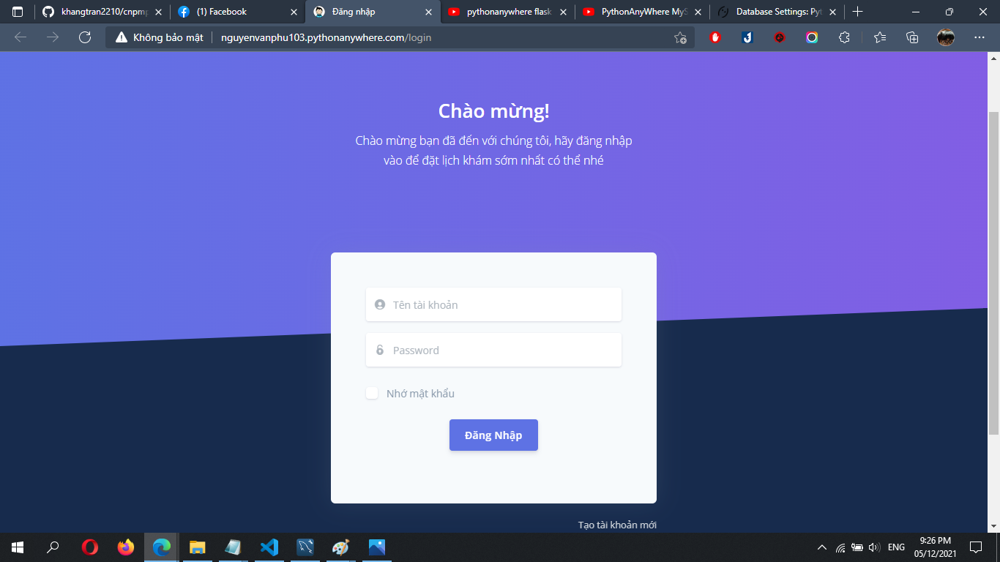 khangtran2210/cnpmp
(1) Facebook
Đăng nhập
pythonanywhere flask
PythonAnyWhere MyS
Database Settings: Pyt
Không bảo mật
nguyenvanphu103.pythonanywhere.com/login
Chào mừng!
Chào mừng bạn đã đến với chúng tôi, hãy đăng nhập
vào để đặt lịch khám sớm nhất có thể nhé
Tên tài khoản
Password
Nhớ mật khẩu
Đăng Nhập
Tạo tài khoản mới
ENG
9:26 PM
05/12/2021